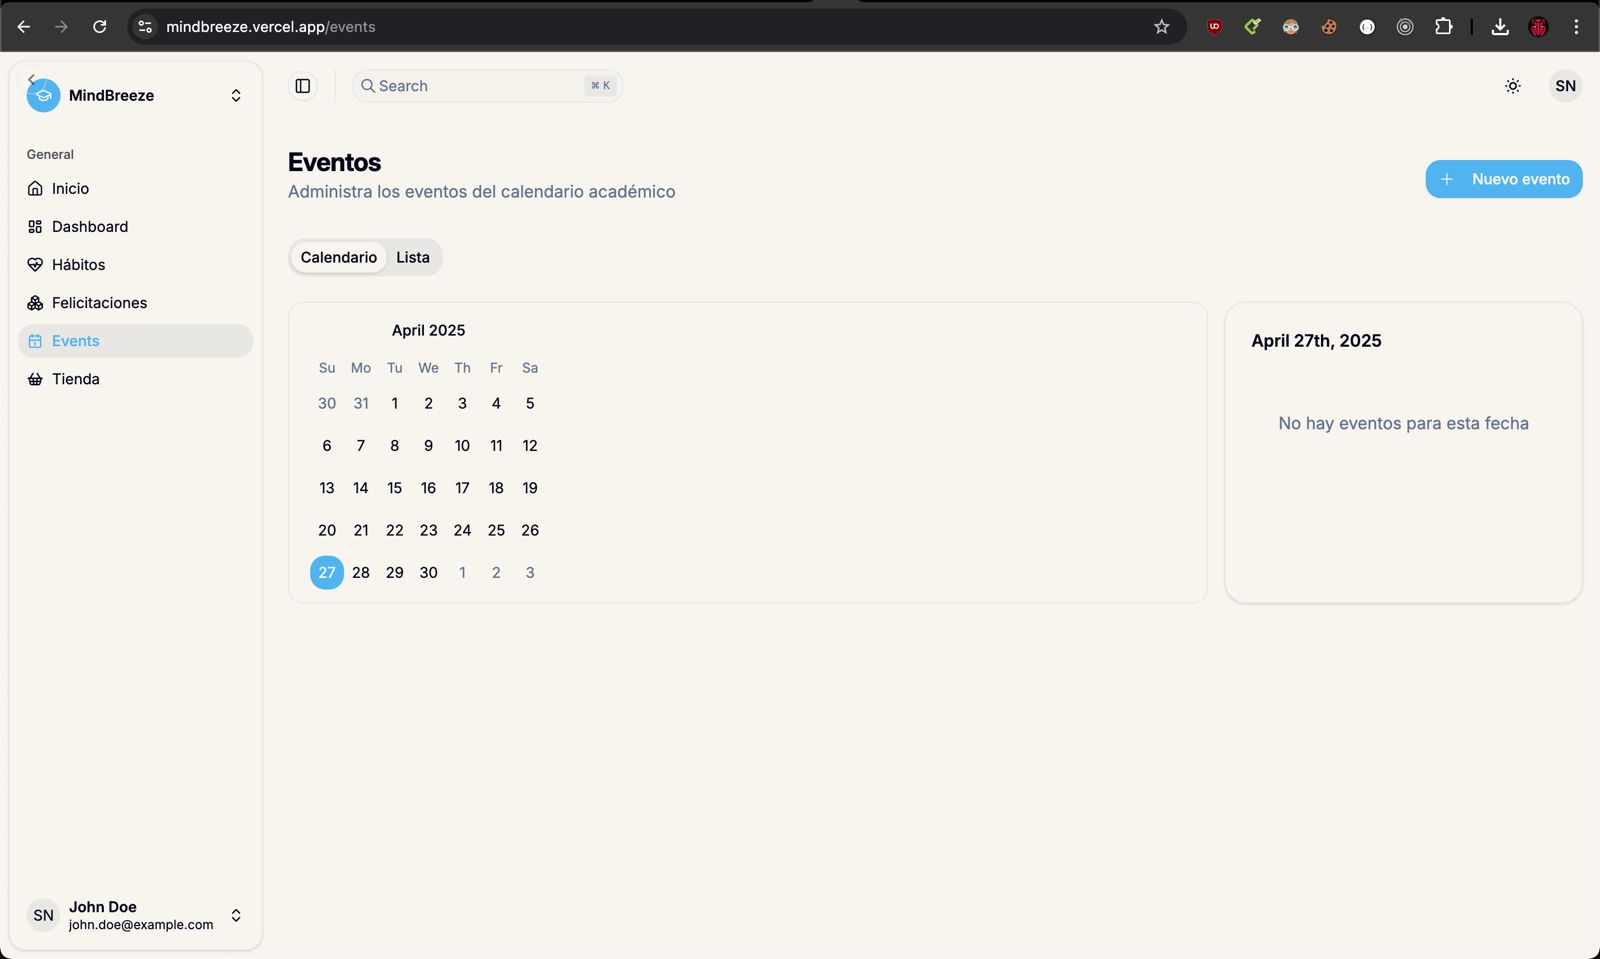 mindbreeze.vercel.app/events
MindBreeze
General
Inicio
Dashboard
Hábitos
Felicitaciones
Events
Tienda
SN
John Doe
john.doe@example.com
Search
⌘ K
SN
Eventos
Administra los eventos del calendario académico
+ Nuevo evento
Calendario Lista
April 2025
Su Mo Tu We Th Fr Sa
30 31 1 2 3 4 5
6 7 8 9 10 11 12
13 14 15 16 17 18 19
20 21 22 23 24 25 26
27 28 29 30 1 2 3
April 27th, 2025
No hay eventos para esta fecha